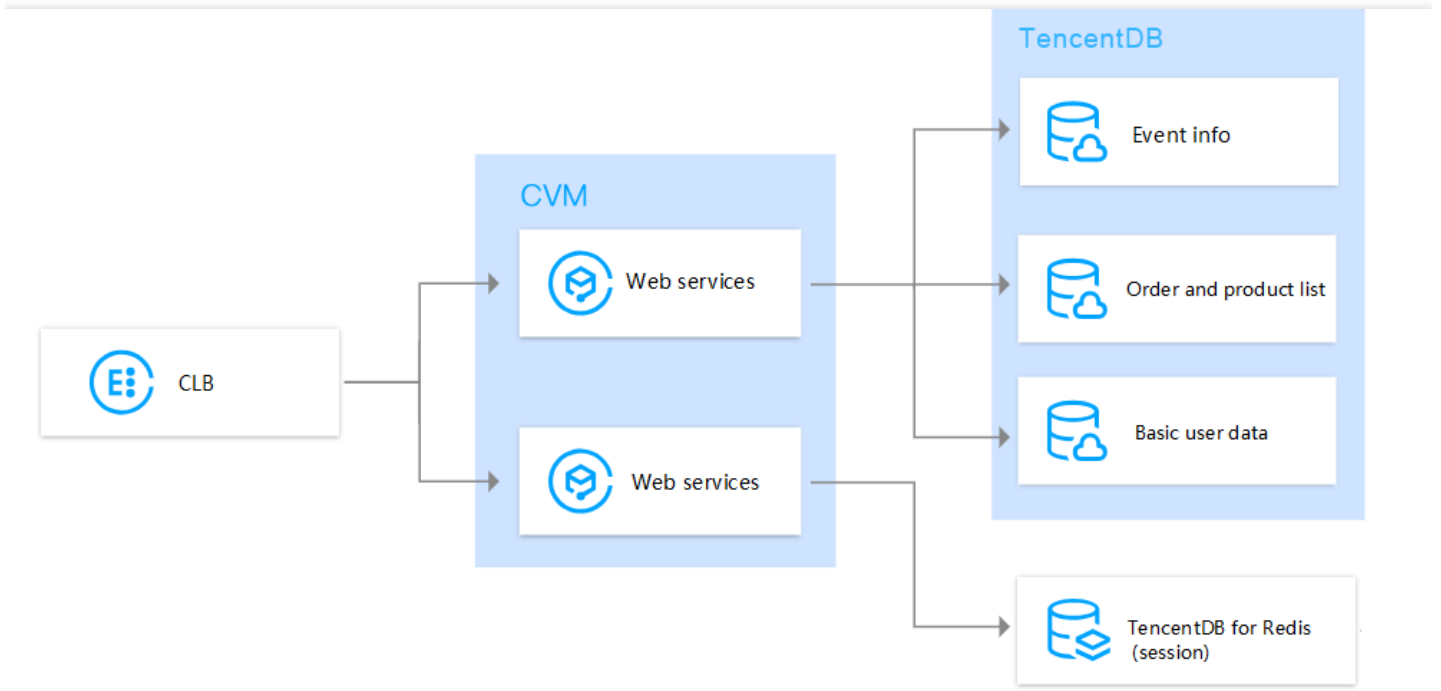 TencentDB
Event info
CVM
Web services
Order and product list
CLB
Basic user data
Web services
TencentDB for Redis
(session)